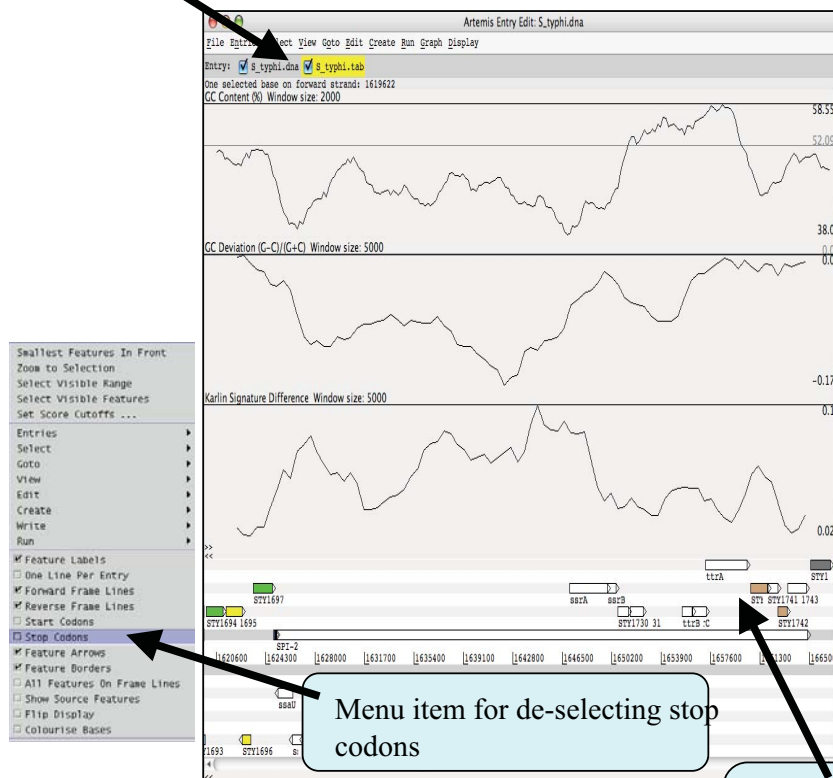 Artemis Entry Edit: S_typhi.dna
File Entries Select View Goto Edit Create Run Graph Display
Entry: S_typhi.dna S_typhi.tab
One selected base on forward strand: 1619622
GC Content (%) Window size: 2000
58.59
52.09
38.0
GC Deviation (G-C)/(G+C) Window size: 5000
0.0
-0.17
Karlin Signature Difference Window size: 5000
0.1
0.02
Smallest Features In Front
Zoom to Selection
Select Visible Range
Select Visible Features
Set Score Cutoffs ...
Entries
Select
Goto
View
Edit
Create
Write
Run
Feature Labels
One Line Per Entry
Forward Frame Lines
Reverse Frame Lines
Start Codons
Stop Codons
Feature Arrows
Feature Borders
All Features On Frame Lines
Show Source Features
Flip Display
Colourise Bases
>>
<<
ttrA STY1
STY1697 ssrA ssrB STY1741 1743
STY1694 1695 STY1730 31 ttrB STY1742
SPI-2
1620600 1624300 1628000 1631700 1635400 1639100 1642800 1646500 1650200 1653900 1657600 1661300
ssaU
STY1696
Menu item for de-selecting stop
codons